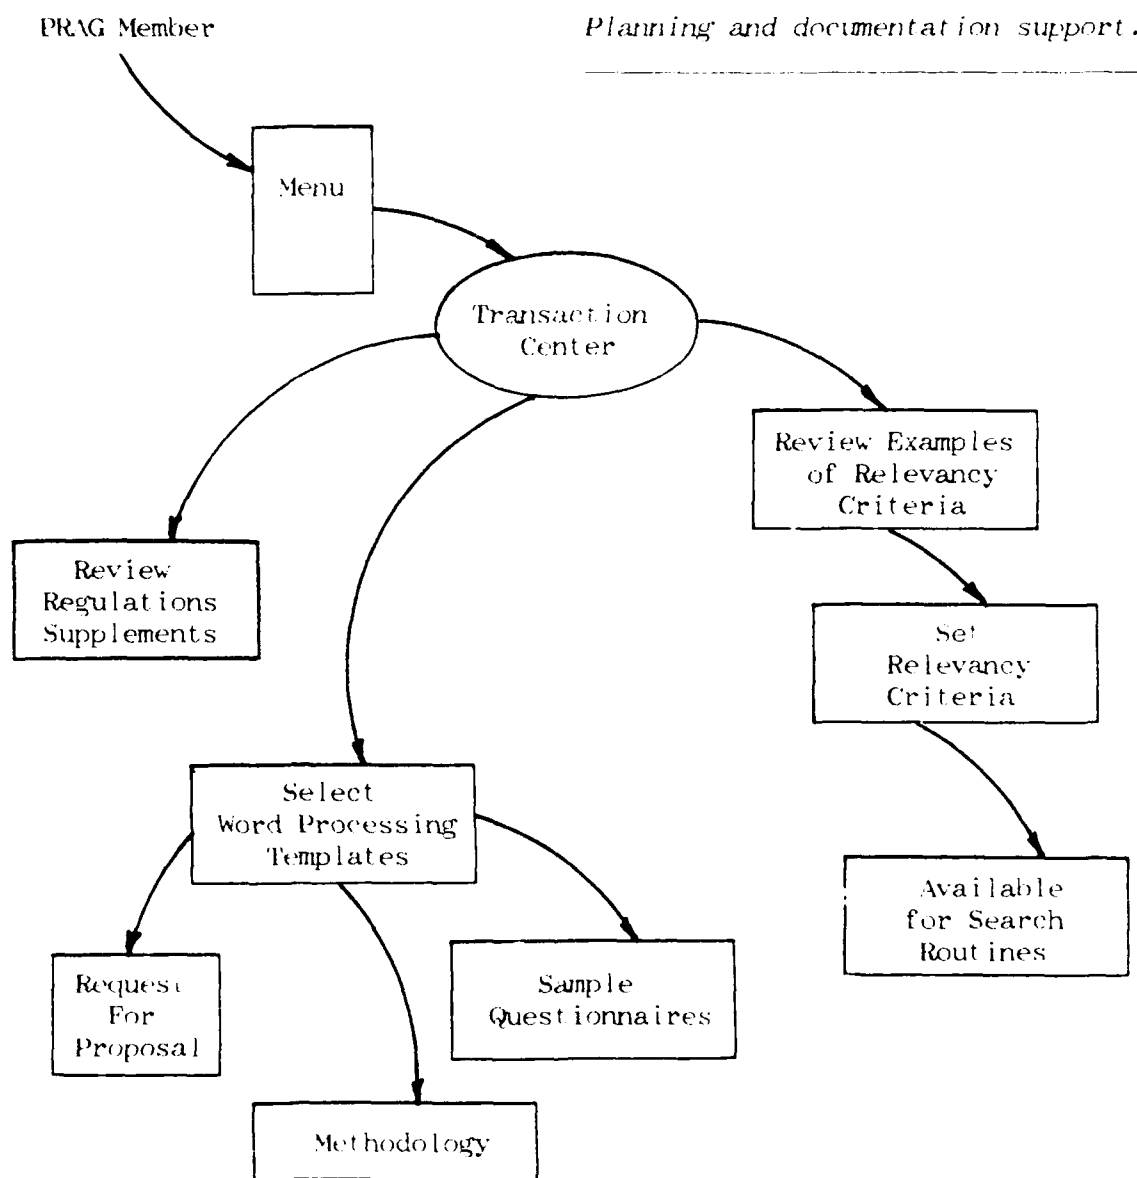 PRAG Member
Planning and documentation support.
Menu
Transaction
Center
Review Examples
of Relevancy
Criteria
Review
Regulations
Supplements
Set
Relevancy
Criteria
Select
Word Processing
Templates
Available
for Search
Routines
Request
For
Proposal
Sample
Questionnaires
Methodology